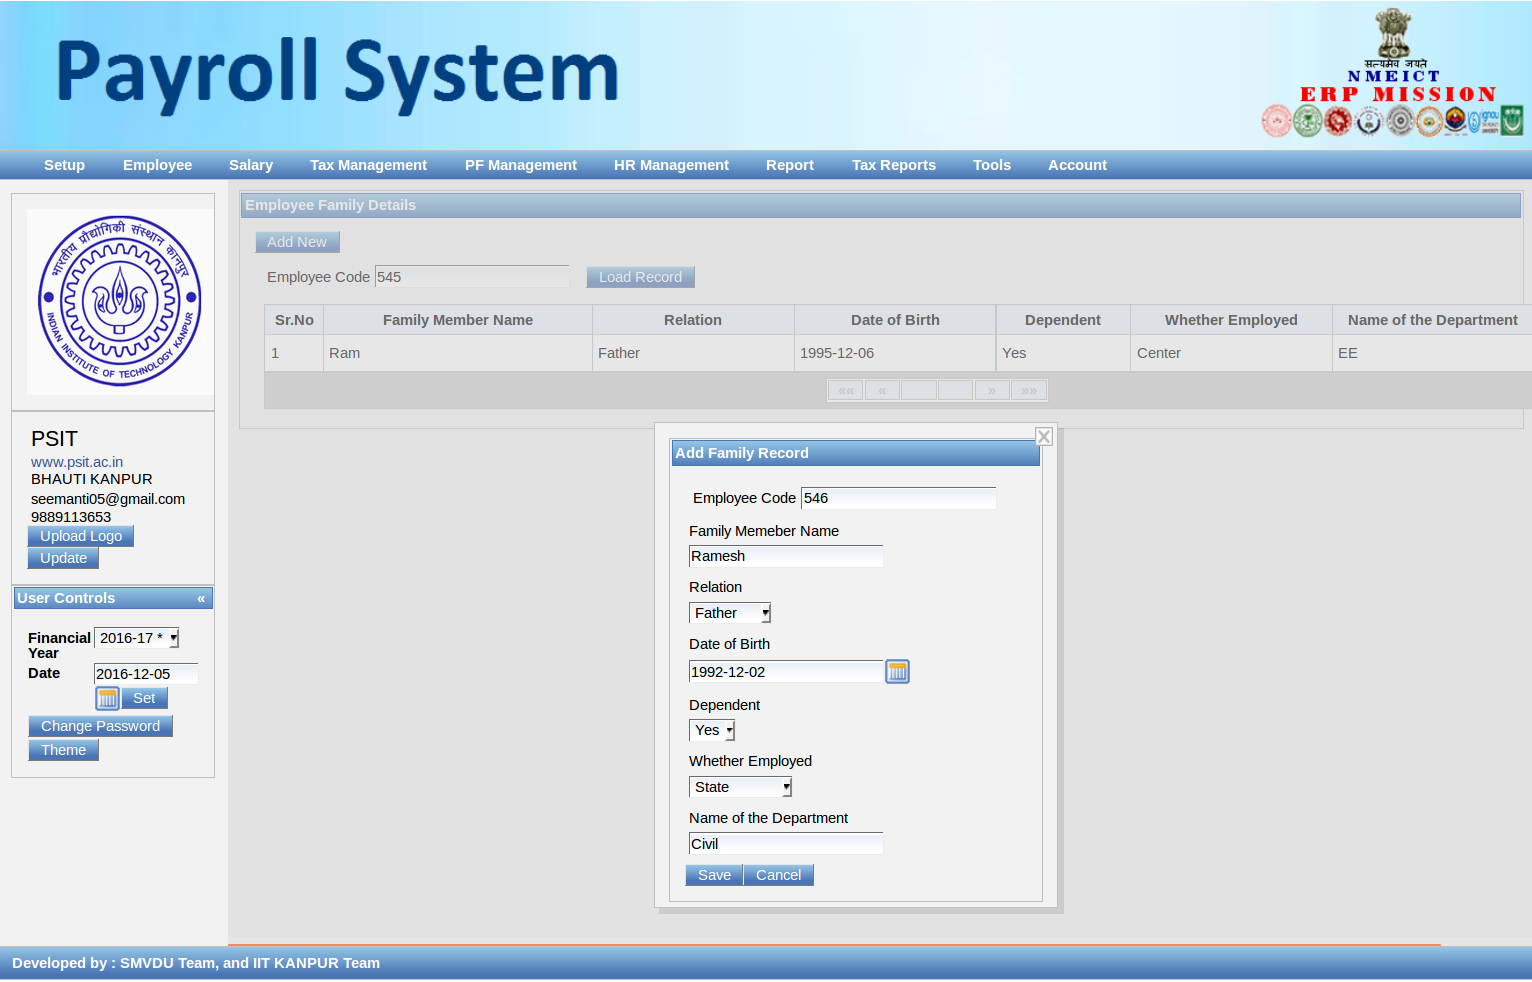 Payroll System
सत्यमेव जयते
NMEICT
ERP MISSION
Setup Employee Salary Tax Management PF Management HR Management Report Tax Reports Tools Account
भारतीय प्रौद्योगिकी संस्थान कानपुर
INDIAN INSTITUTE OF TECHNOLOGY KANPUR
PSIT
www.psit.ac.in
BHAUTI KANPUR
seemanti05@gmail.com
9889113653
Upload Logo
Update
User Controls «
Financial Year 2016-17 *
Date 2016-12-05
Set
Change Password
Theme
Employee Family Details
Add New
Employee Code 545 Load Record
Sr.No Family Member Name Relation Date of Birth Dependent Whether Employed Name of the Department
1 Ram Father 1995-12-06 Yes Center EE
«« « » »»
Add Family Record
Employee Code 546
Family Memeber Name
Ramesh
Relation
Father
Date of Birth
1992-12-02
Dependent
Yes
Whether Employed
State
Name of the Department
Civil
Save Cancel
Developed by : SMVDU Team, and IIT KANPUR Team